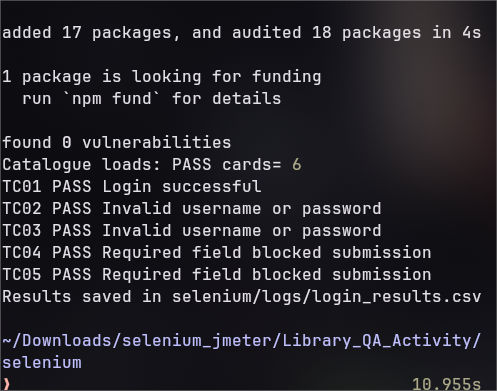 added 17 packages, and audited 18 packages in 4s
1 package is looking for funding
run `npm fund` for details
found 0 vulnerabilities
Catalogue loads: PASS cards= 6
TC01 PASS Login successful
TC02 PASS Invalid username or password
TC03 PASS Invalid username or password
TC04 PASS Required field blocked submission
TC05 PASS Required field blocked submission
Results saved in selenium/logs/login_results.csv
~/Downloads/selenium_jmeter/Library_QA_Activity/
selenium
❯ 10.955s